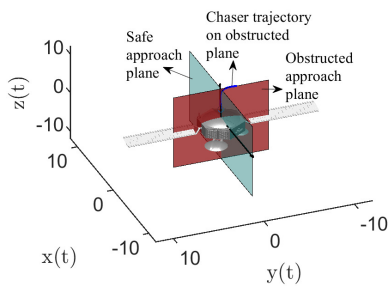 Chaser trajectory
on obstructed
plane
Safe
approach
plane
Obstructed
approach
plane
10
0
-10
z(t)
10
0
-10
x(t)
10
0
-10
y(t)